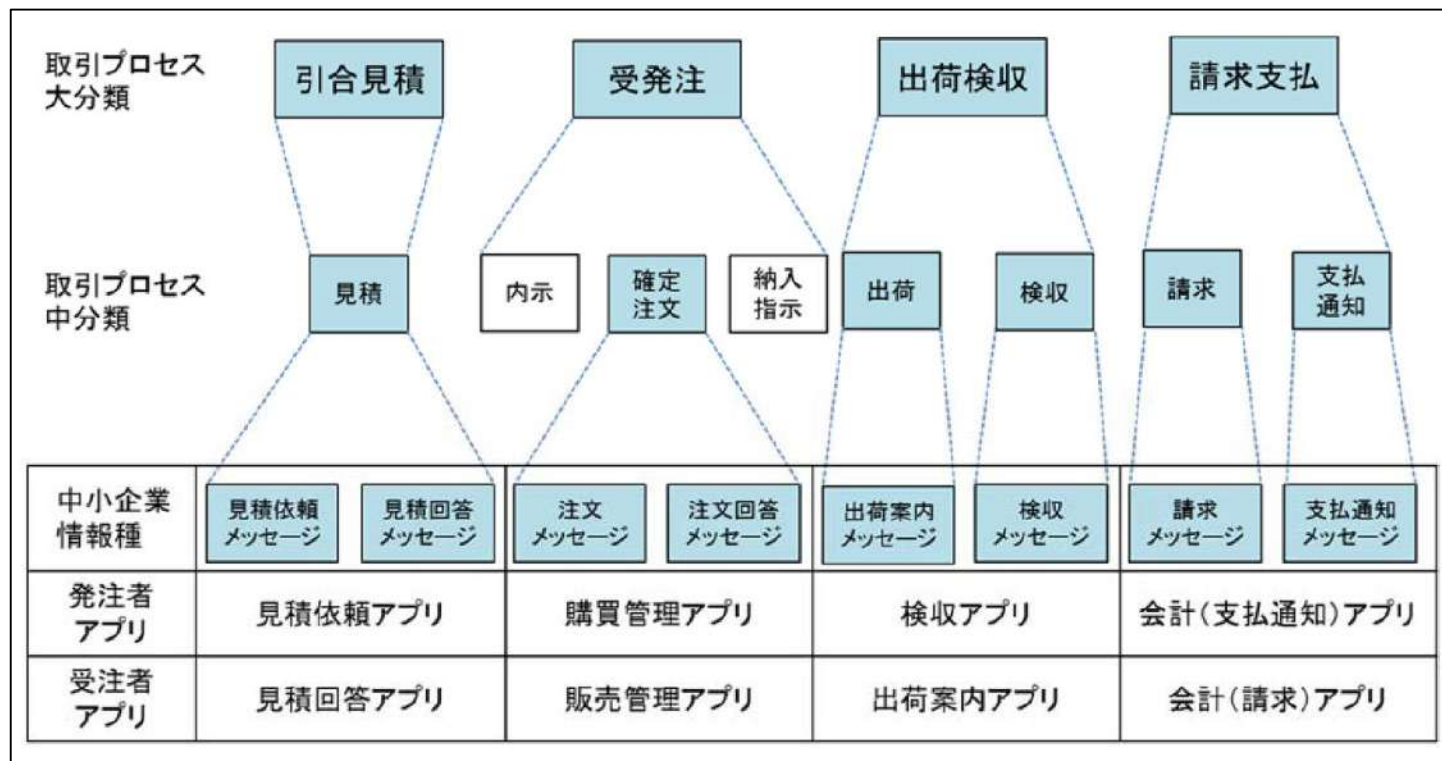 取引プロセス
大分類
引合見積
受発注
出荷検収
請求支払
取引プロセス
中分類
見積
内示
確定
注文
納入
指示
出荷
検収
請求
支払
通知
中小企業
情報種
見積依頼
メッセージ
見積回答
メッセージ
注文
メッセージ
注文回答
メッセージ
出荷案内
メッセージ
検収
メッセージ
請求
メッセージ
支払通知
メッセージ
発注者
アプリ
見積依頼アプリ
購買管理アプリ
検収アプリ
会計(支払通知)アプリ
受注者
アプリ
見積回答アプリ
販売管理アプリ
出荷案内アプリ
会計(請求)アプリ